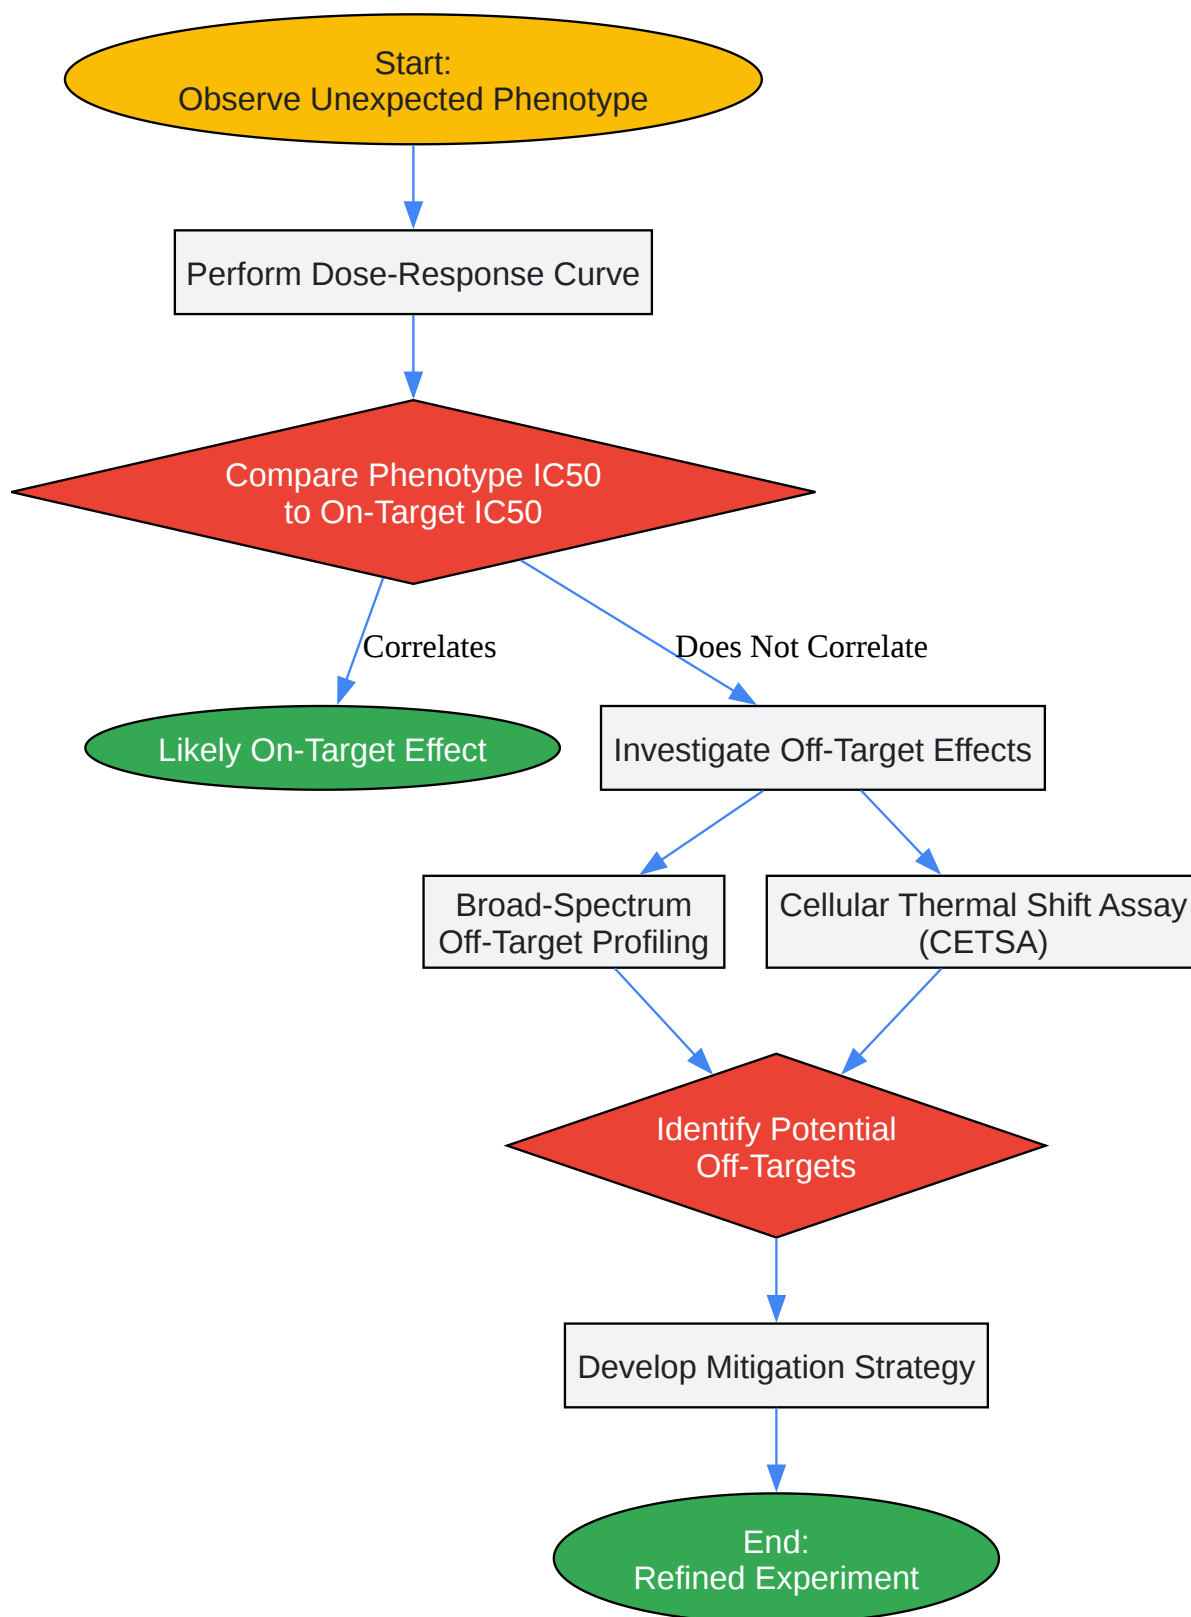 Start:
Observe Unexpected Phenotype
Perform Dose-Response Curve
Compare Phenotype IC50
to On-Target IC50
Correlates
Does Not Correlate
Likely On-Target Effect
Investigate Off-Target Effects
Broad-Spectrum
Off-Target Profiling
Cellular Thermal Shift Assay
(CETSA)
Identify Potential
Off-Targets
Develop Mitigation Strategy
End:
Refined Experiment